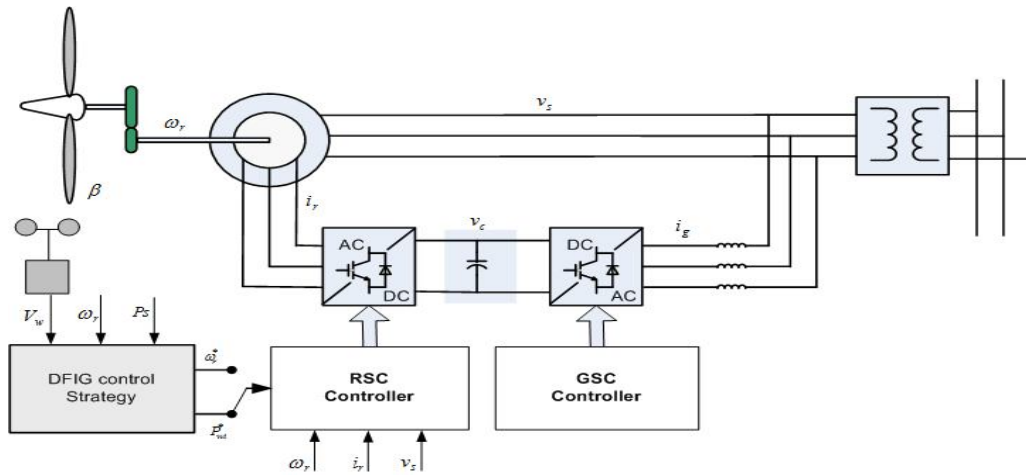 v_s
ω_r
β
i_r
v_c
i_g
AC
DC
DC
AC
V_w
ω_r
Ps
DFIG control
Strategy
ω_r^*
RSC
Controller
GSC
Controller
ω_r
i_r
v_s